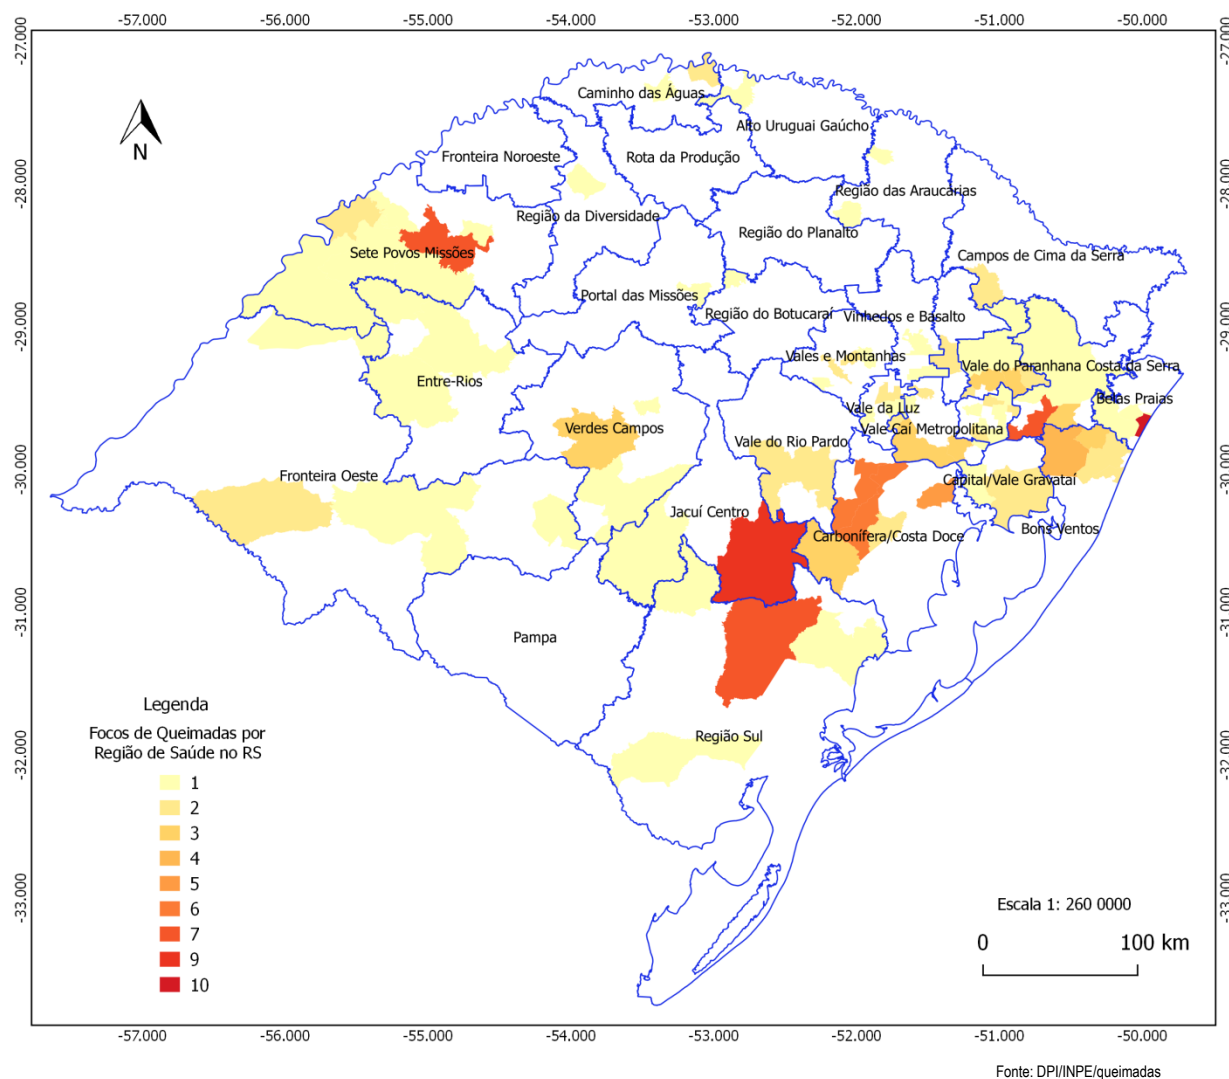 -57.000 -56.000 -55.000 -54.000 -53.000 -52.000 -51.000 -50.000
-27.000 -27.000
-28.000 -28.000
-29.000 -29.000
-30.000 -30.000
-31.000 -31.000
-32.000 -32.000
-33.000 -33.000
N
Caminho das Águas
Alto Uruguai Gaúcho
Fronteira Noroeste
Rota da Produção
Região das Araucárias
Região da Diversidade
Região do Planalto
Sete Povos Missões
Campos de Cima da Serra
Portal das Missões
Região do Botucaraí
Vinhedos e Basalto
Vales e Montanhas
Vale do Paranhana Costa da Serra
Entre-Rios
Belas Praias
Vale da Luz
Verdes Campos
Vale Caí Metropolitana
Vale do Rio Pardo
Fronteira Oeste
Capital/Vale Gravataí
Jacuí Centro
Bons Ventos
Carbonífera/Costa Doce
Pampa
Região Sul
Legenda
Focos de Queimadas por
Região de Saúde no RS
1
2
3
4
5
6
7
9
10
Escala 1: 260 0000
0 100 km
-57.000 -56.000 -55.000 -54.000 -53.000 -52.000 -51.000 -50.000
Fonte: DPI/INPE/queimadas